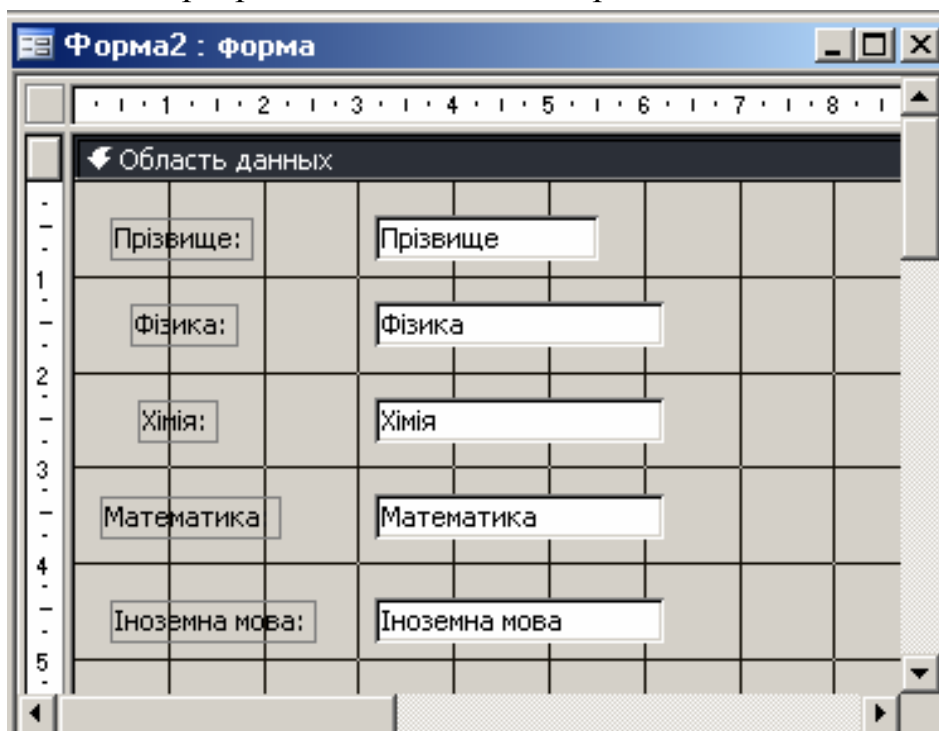 Форма2 : форма
1 2 3 4 5 6 7 8
Область данных
Прізвище: Прізвище
1
Фізика: Фізика
2
Хімія: Хімія
3
Математика: Математика
4
Іноземна мова: Іноземна мова
5